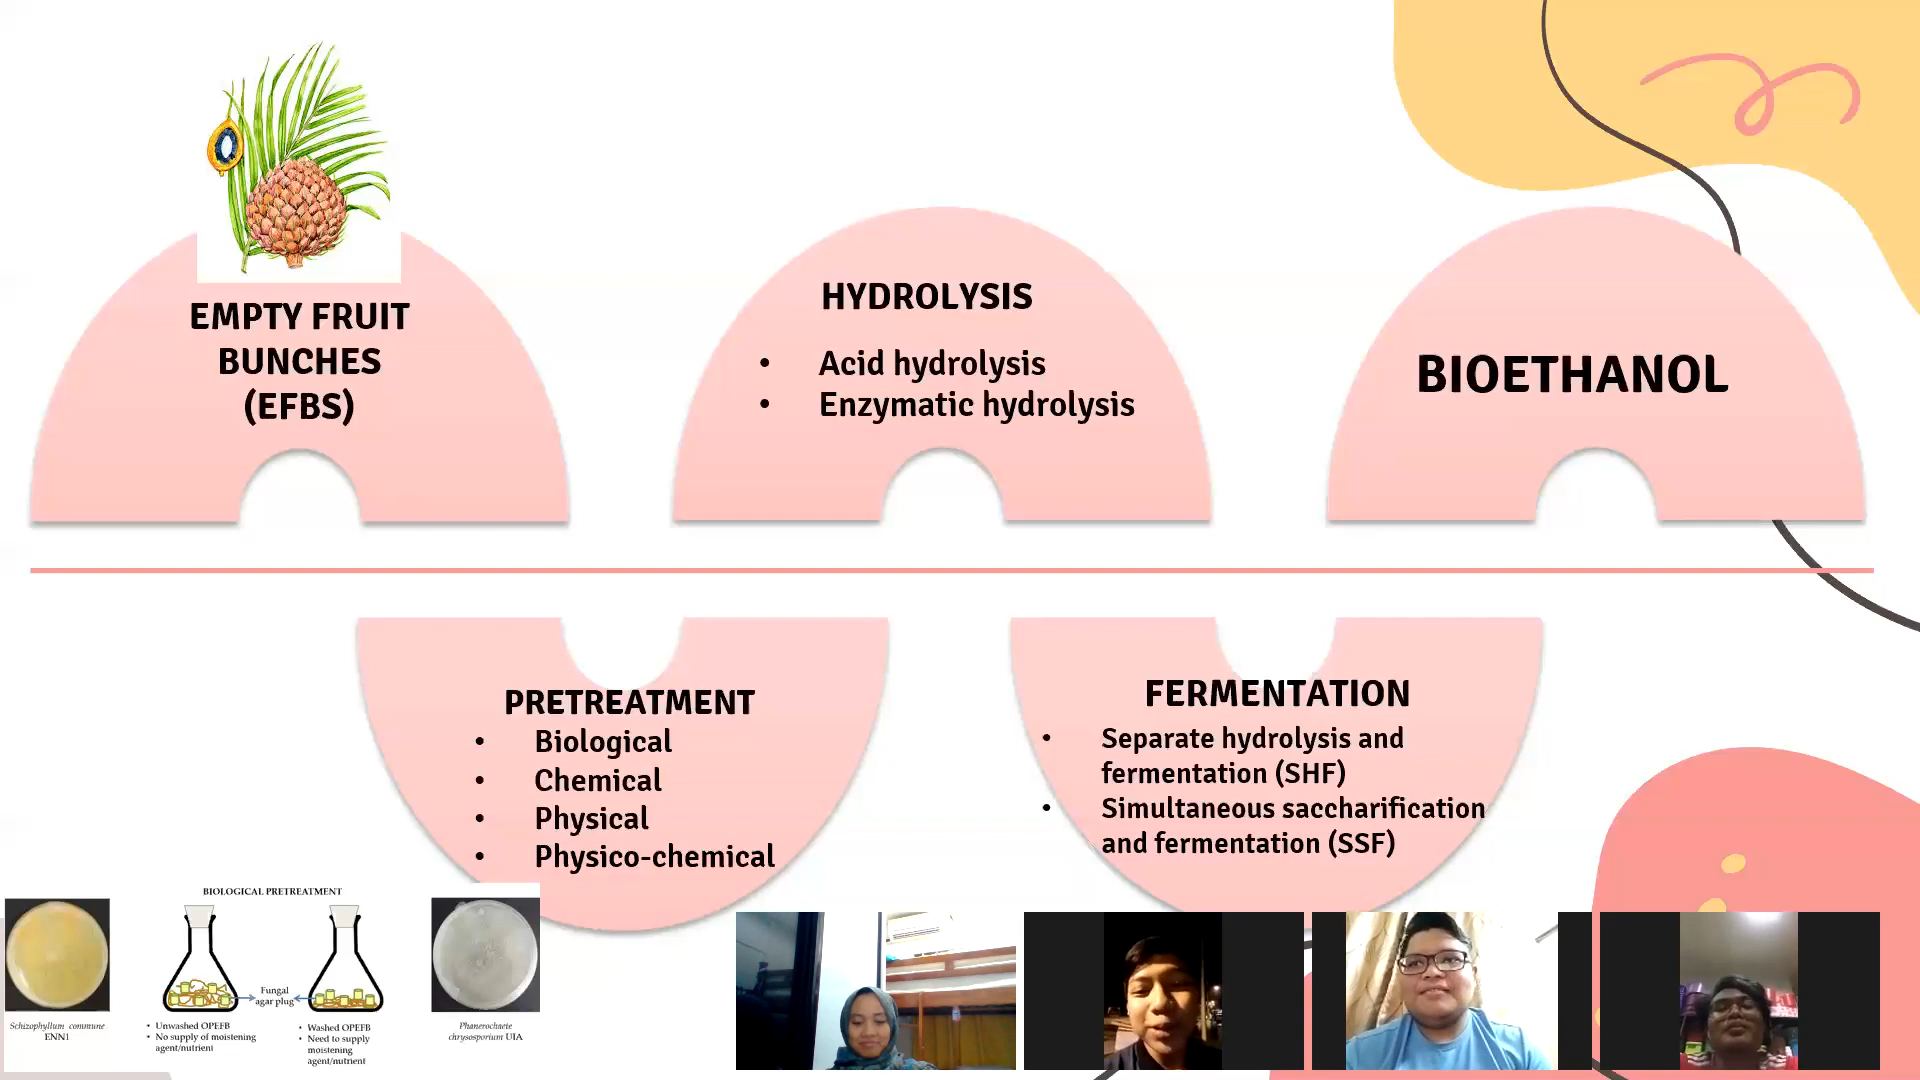 EMPTY FRUIT
BUNCHES
(EFBS)
HYDROLYSIS
• Acid hydrolysis
• Enzymatic hydrolysis
BIOETHANOL
PRETREATMENT
• Biological
• Chemical
• Physical
• Physico-chemical
FERMENTATION
• Separate hydrolysis and
fermentation (SHF)
• Simultaneous saccharification
and fermentation (SSF)
BIOLOGICAL PRETREATMENT
Fungal
agar plug
Schizophyllum commune
ENN1
• Unwashed OPEFB
• No supply of moistening
agent/nutrient
• Washed OPEFB
• Need to supply
moistening
agent/nutrient
Phanerochaete
chrysosporium UIA